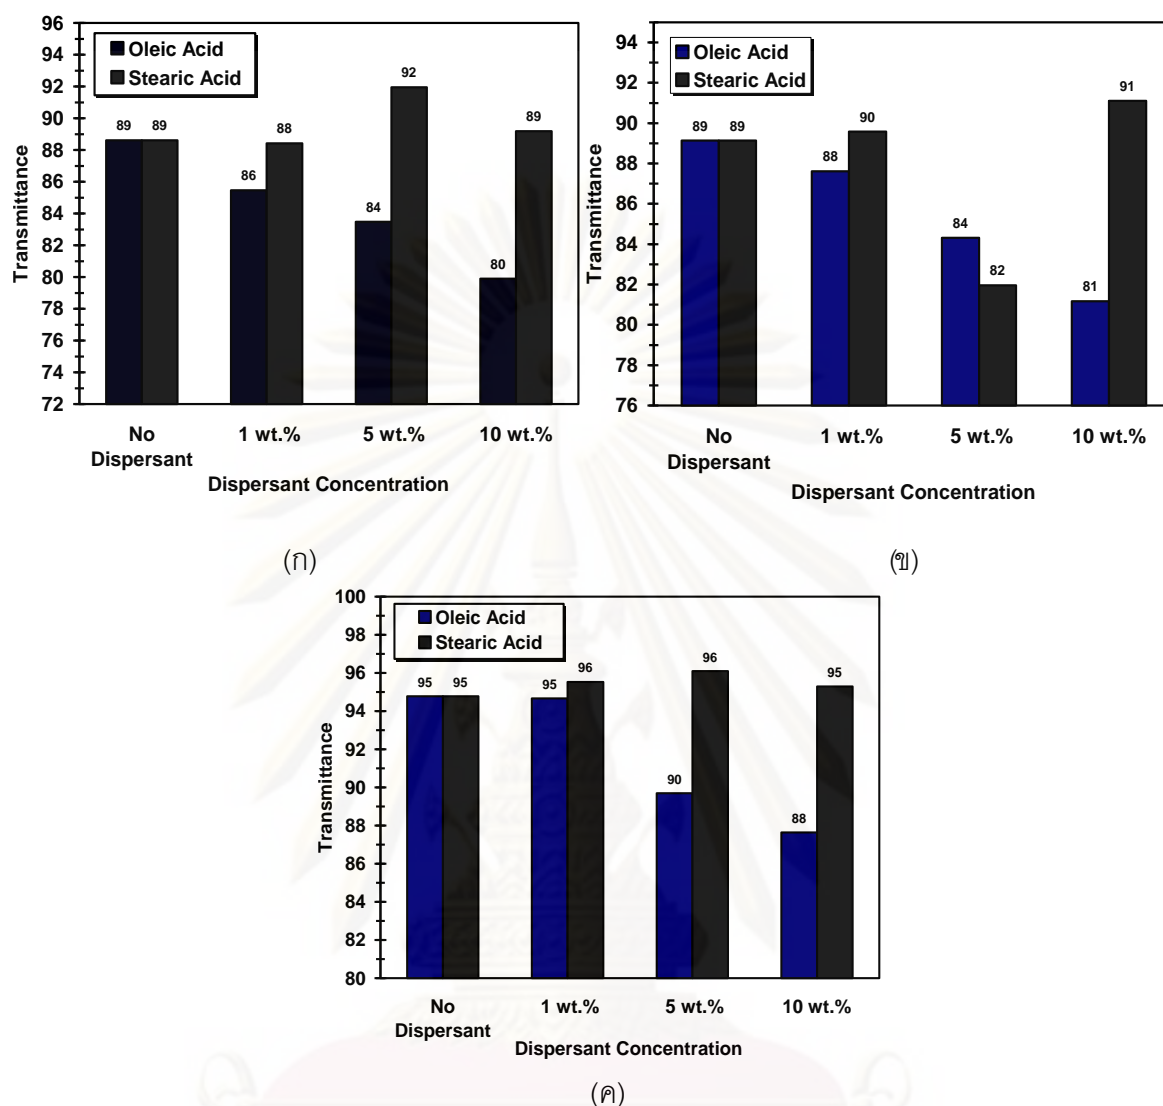 96
94
92
90
88
86
84
82
80
78
76
74
72
Transmittance
Oleic Acid
Stearic Acid
89 89
86 88
84 92
80 89
No Dispersant
1 wt.%
5 wt.%
10 wt.%
Dispersant Concentration
(ก)
94
92
90
88
86
84
82
80
78
76
Transmittance
Oleic Acid
Stearic Acid
89 89
88 90
84 82
81 91
No Dispersant
1 wt.%
5 wt.%
10 wt.%
Dispersant Concentration
(ข)
100
98
96
94
92
90
88
86
84
82
80
Transmittance
Oleic Acid
Stearic Acid
95 95
95 96
90 96
88 95
No Dispersant
1 wt.%
5 wt.%
10 wt.%
Dispersant Concentration
(ค)